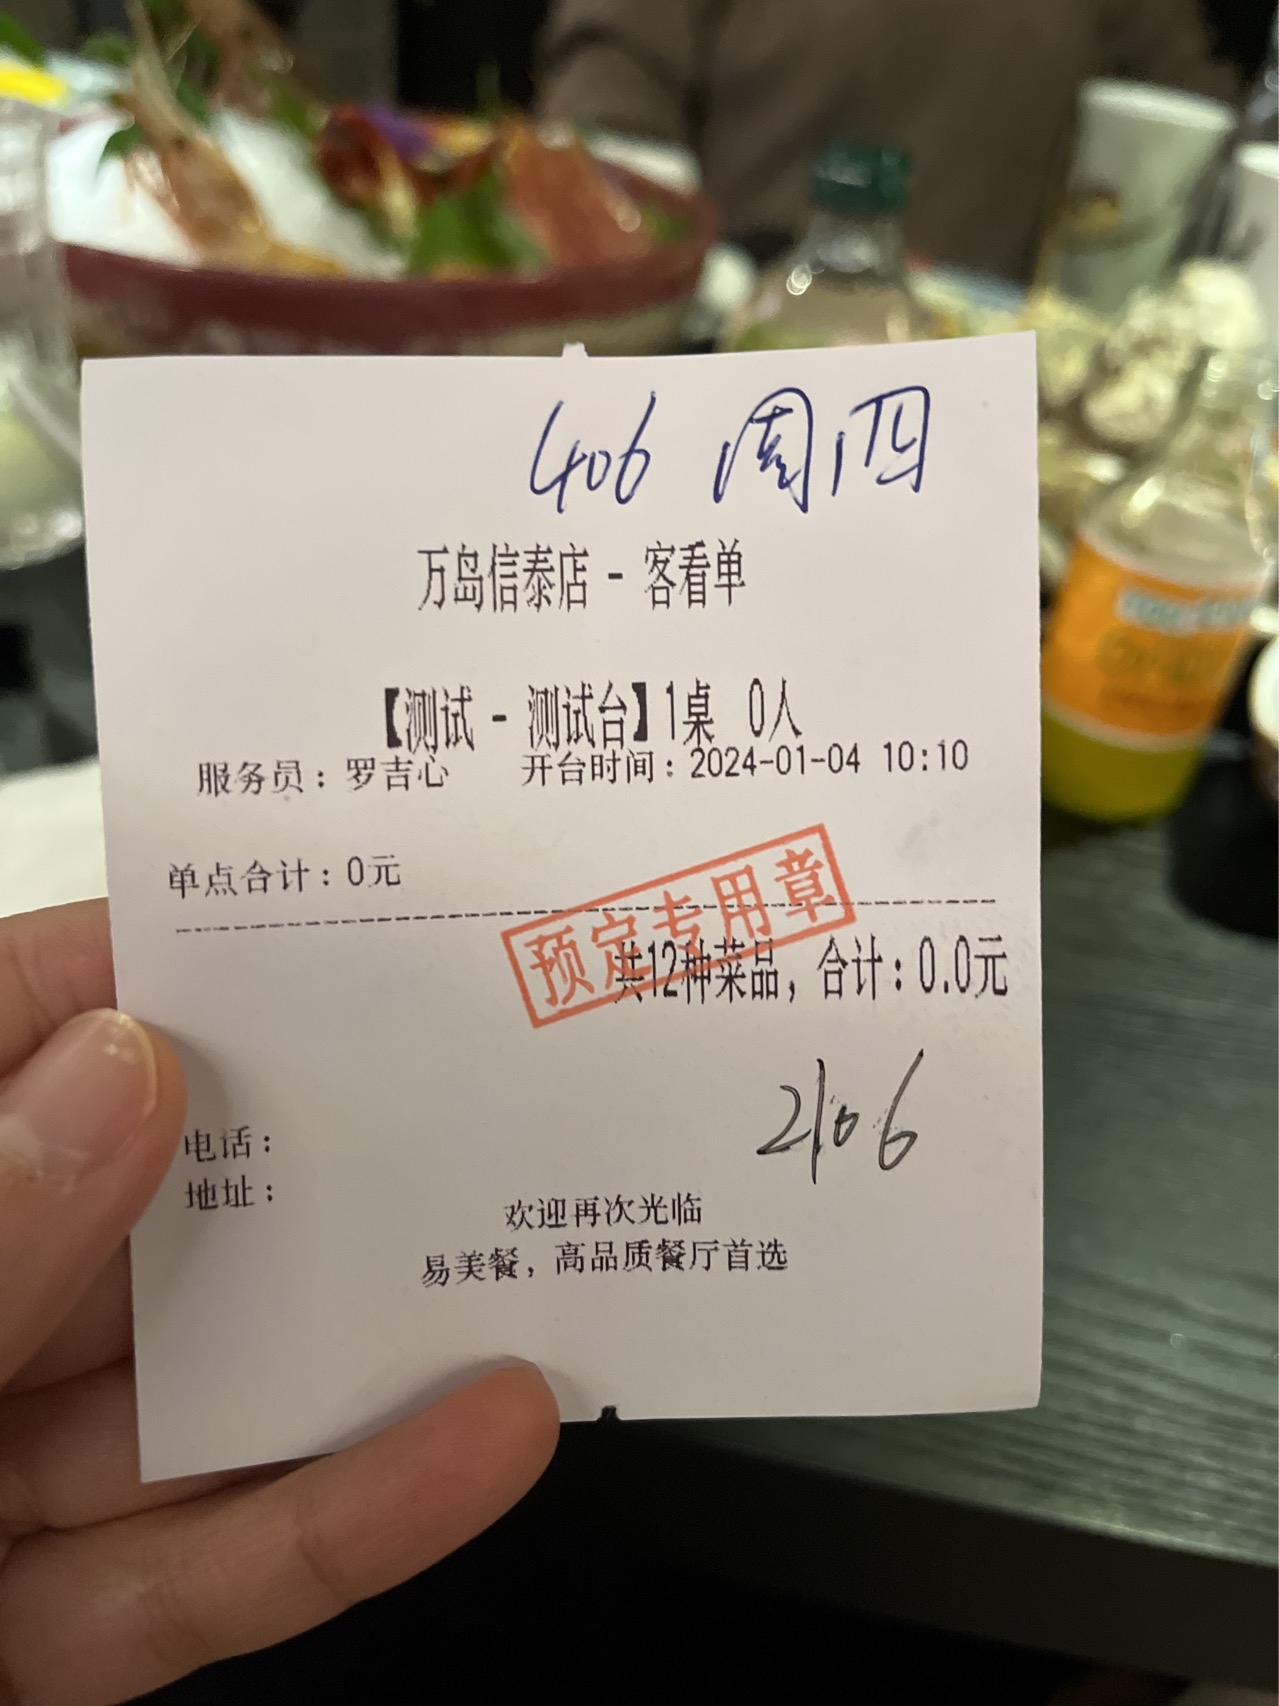 406 周四
万岛信泰店 - 客看单
【测试 - 测试台】1桌 0人
服务员：罗吉心 开台时间：2024-01-04 10:10
单点合计：0元
预定专用章
共12种菜品，合计：0.0元
2106
电话：
地址：
欢迎再次光临
易美餐，高品质餐厅首选